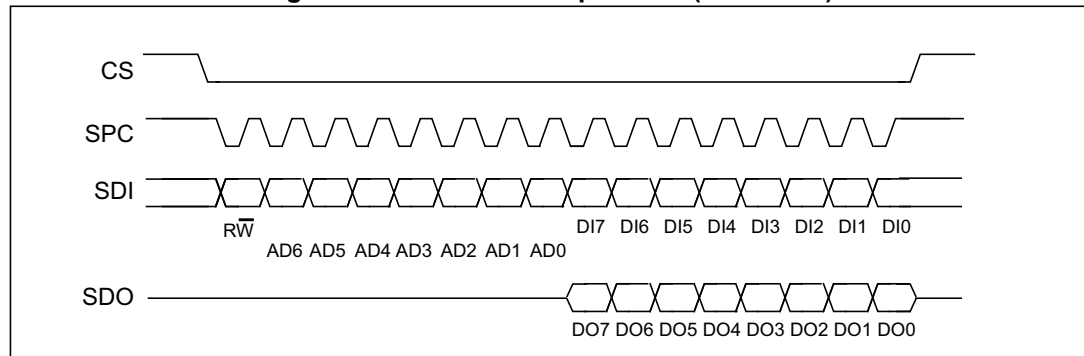 CS
SPC
SDI
RW̅
DI7 DI6 DI5 DI4 DI3 DI2 DI1 DI0
AD6 AD5 AD4 AD3 AD2 AD1 AD0
SDO
DO7 DO6 DO5 DO4 DO3 DO2 DO1 DO0